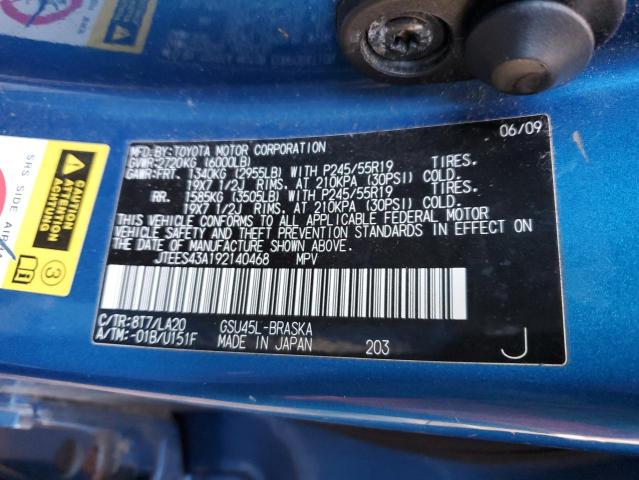 06/09
MFD.BY:TOYOTA MOTOR CORPORATION
GVWR:2720KG (6000LB)
GAWR:FRT. 1340KG (2955LB) WITH P245/55R19 TIRES.
19X7 1/2J RIMS, AT 210KPA (30PSI) COLD.
RR. 1585KG (3505LB) WITH P245/55R19 TIRES.
19X7 1/2J RIMS, AT 210KPA (30PSI) COLD.
THIS VEHICLE CONFORMS TO ALL APPLICABLE FEDERAL MOTOR
VEHICLE SAFETY AND THEFT PREVENTION STANDARDS IN EFFECT ON
THE DATE OF MANUFACTURE SHOWN ABOVE.
JTEES43A192140468 MPV
C/TR:8T7/LA20 GSU45L-BRASKA
A/TM:-01B/U151F MADE IN JAPAN 203 J
SRS SIDE AIR
CAUTION
ATTENTION
ACHTUNG
3